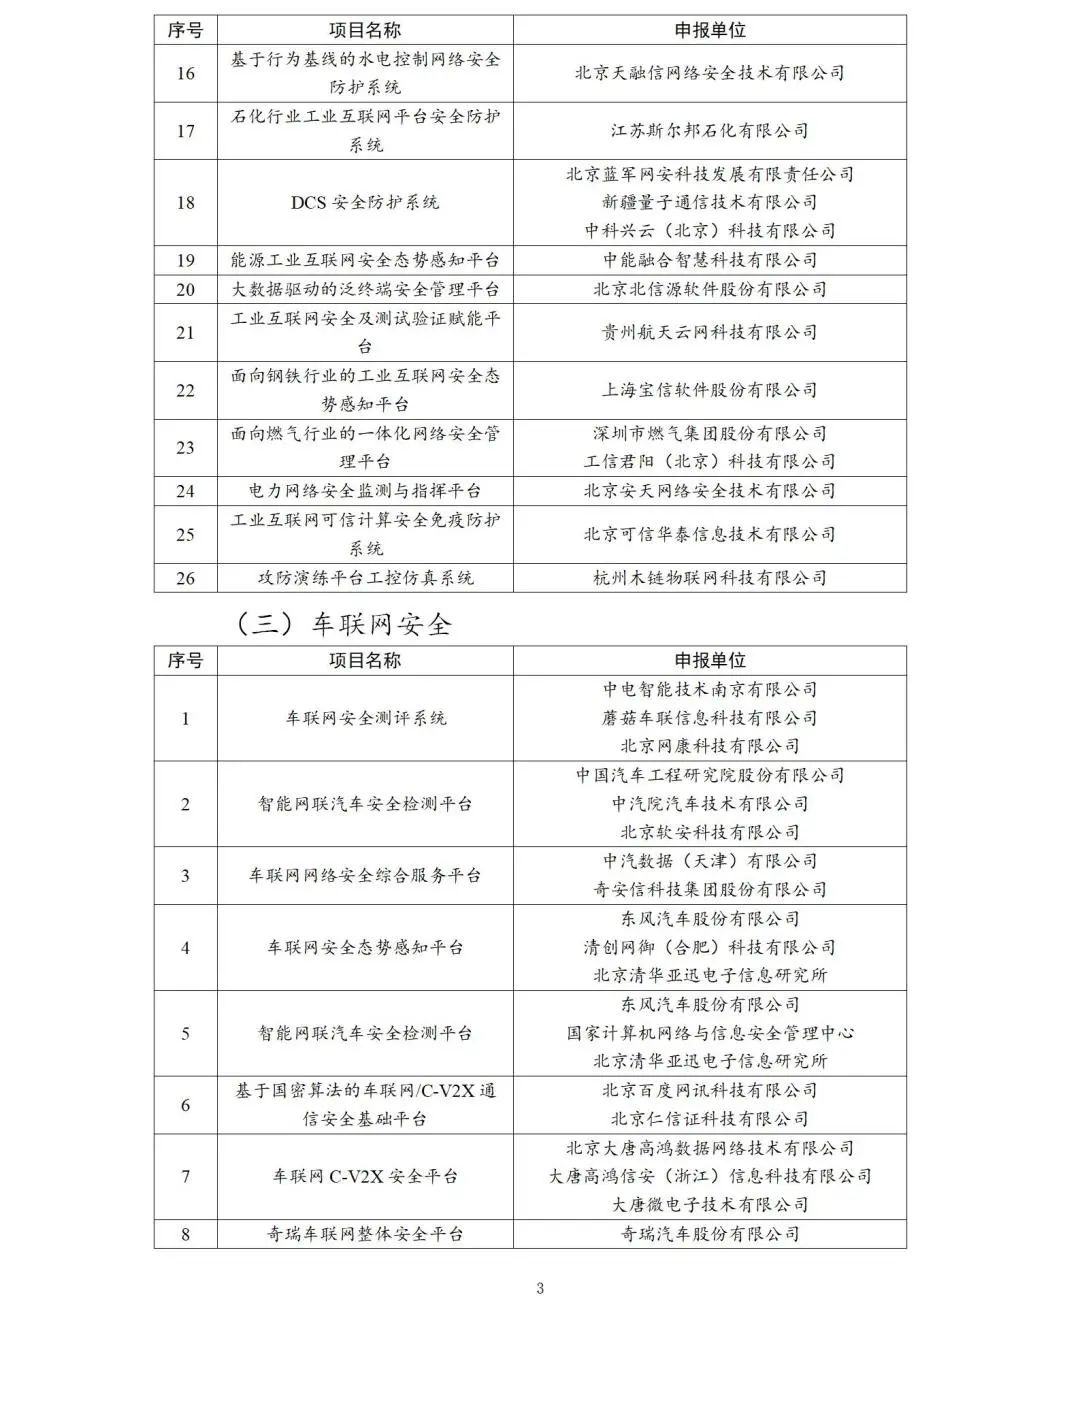 序号 项目名称 申报单位
16 基于行为基线的水电控制网络安全
防护系统 北京天融信网络安全技术有限公司
17 石化行业工业互联网平台安全防护
系统 江苏斯尔邦石化有限公司
18 DCS 安全防护系统 北京蓝军网安科技发展有限责任公司
新疆量子通信技术有限公司
中科兴云（北京）科技有限公司
19 能源工业互联网安全态势感知平台 中能融合智慧科技有限公司
20 大数据驱动的泛终端安全管理平台 北京北信源软件股份有限公司
21 工业互联网安全及测试验证赋能平
台 贵州航天云网科技有限公司
22 面向钢铁行业的工业互联网安全态
势感知平台 上海宝信软件股份有限公司
23 面向燃气行业的一体化网络安全管
理平台 深圳市燃气集团股份有限公司
工信君阳（北京）科技有限公司
24 电力网络安全监测与指挥平台 北京安天网络安全技术有限公司
25 工业互联网可信计算安全免疫防护
系统 北京可信华泰信息技术有限公司
26 攻防演练平台工控仿真系统 杭州木链物联网科技有限公司
（三）车联网安全
序号 项目名称 申报单位
1 车联网安全测评系统 中电智能技术南京有限公司
蘑菇车联信息科技有限公司
北京网康科技有限公司
2 智能网联汽车安全检测平台 中国汽车工程研究院股份有限公司
中汽院汽车技术有限公司
北京软安科技有限公司
3 车联网网络安全综合服务平台 中汽数据（天津）有限公司
奇安信科技集团股份有限公司
4 车联网安全态势感知平台 东风汽车股份有限公司
清创网御（合肥）科技有限公司
北京清华亚迅电子信息研究所
5 智能网联汽车安全检测平台 东风汽车股份有限公司
国家计算机网络与信息安全管理中心
北京清华亚迅电子信息研究所
6 基于国密算法的车联网/C-V2X 通
信安全基础平台 北京百度网讯科技有限公司
北京仁信证科技有限公司
7 车联网 C-V2X 安全平台 北京大唐高鸿数据网络技术有限公司
大唐高鸿信安（浙江）信息科技有限公司
大唐微电子技术有限公司
8 奇瑞车联网整体安全平台 奇瑞汽车股份有限公司
3